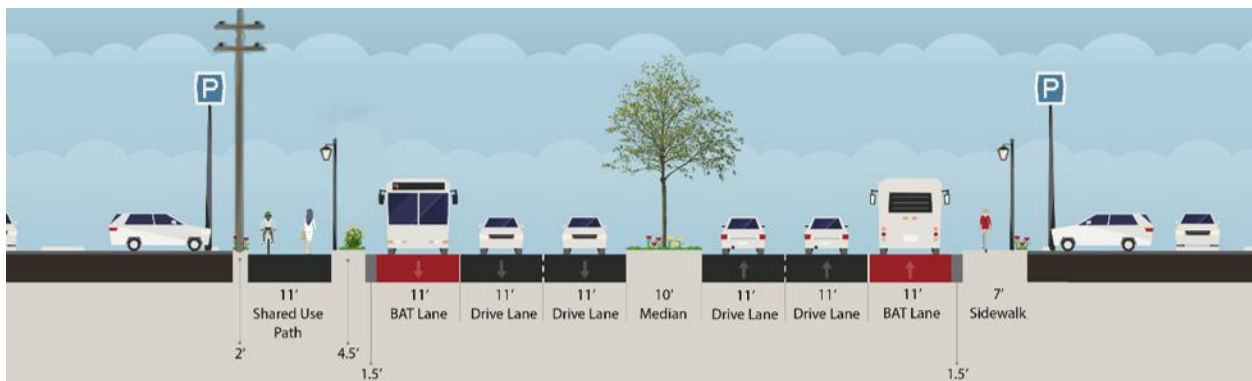 P
P
11'
Shared Use
Path
11'
BAT Lane
11'
Drive Lane
11'
Drive Lane
10'
Median
11'
Drive Lane
11'
Drive Lane
11'
BAT Lane
7'
Sidewalk
2'
4.5'
1.5'
1.5'